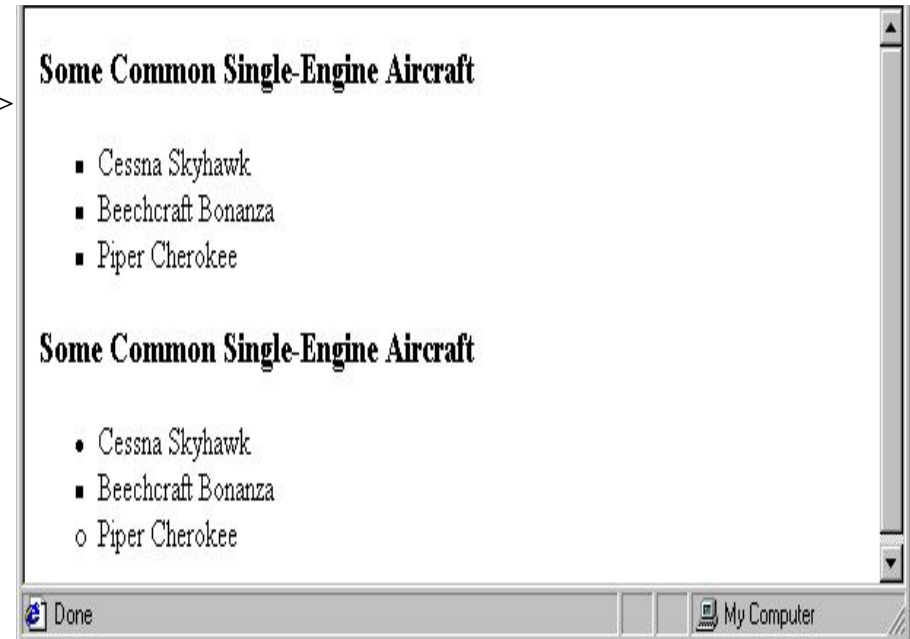 Some Common Single-Engine Aircraft
>
▪ Cessna Skyhawk
▪ Beechcraft Bonanza
▪ Piper Cherokee
Some Common Single-Engine Aircraft
• Cessna Skyhawk
▪ Beechcraft Bonanza
o Piper Cherokee
Done
My Computer